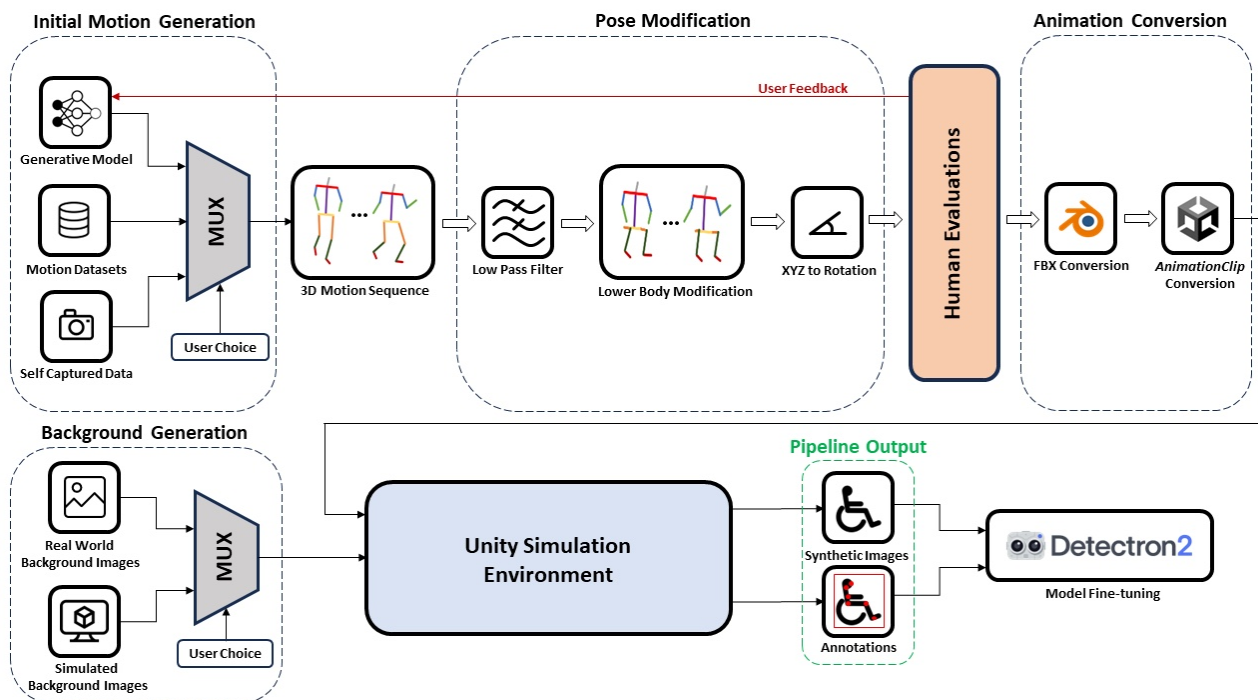 Initial Motion Generation
Pose Modification
Animation Conversion
User Feedback
Generative Model
Motion Datasets
Self Captured Data
MUX
User Choice
3D Motion Sequence
Low Pass Filter
Lower Body Modification
XYZ to Rotation
Human Evaluations
FBX Conversion
AnimationClip
Conversion
Background Generation
Real World
Background Images
Simulated
Background Images
MUX
User Choice
Unity Simulation
Environment
Pipeline Output
Synthetic Images
Annotations
Detectron2
Model Fine-tuning